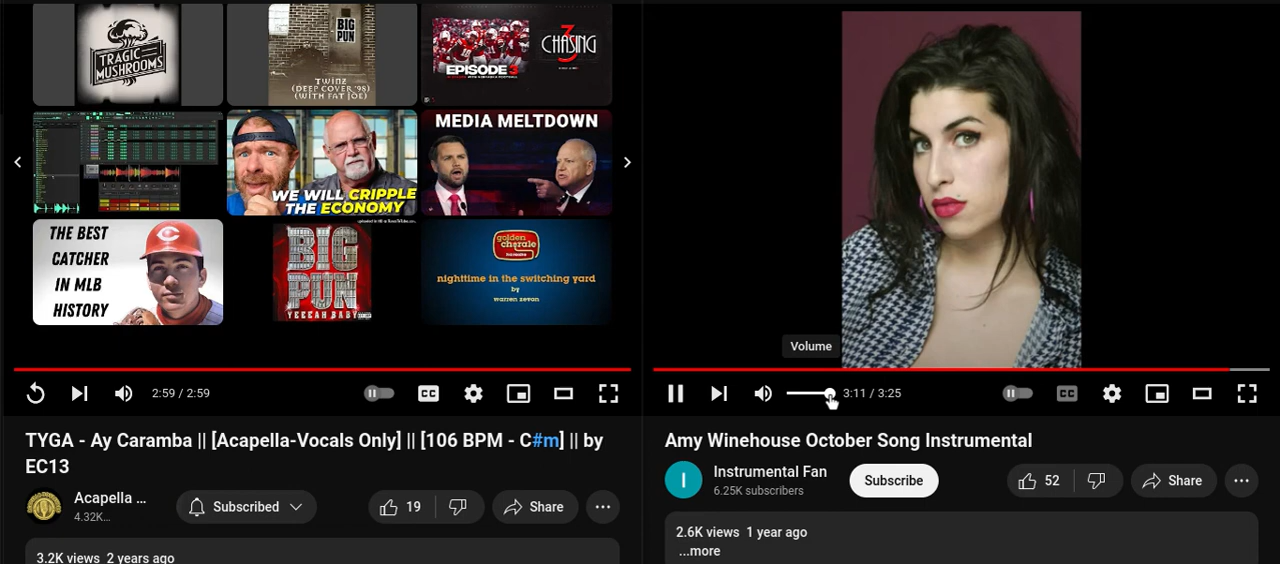 TRAGIC
MUSHROOMS
BIG
PUN
TWINZ
(DEEP COVER '98)
(WITH FAT JOE)
EPISODE 3
CHASING
3
WE WILL CRIPPLE
THE ECONOMY
MEDIA MELTDOWN
THE BEST
CATCHER
IN MLB
HISTORY
BIG
PUN
YEEEAH BABY
golden
chorale
nighttime in the switching yard
by
warren zevon
2:59 / 2:59
CC
TYGA - Ay Caramba || [Acapella-Vocals Only] || [106 BPM - C#m] || by
EC13
Acapella ...
4.32K...
Subscribed
19
Share
3.2K views 2 years ago
Volume
3:11 / 3:25
CC
Amy Winehouse October Song Instrumental
I
Instrumental Fan
6.25K subscribers
Subscribe
52
Share
2.6K views 1 year ago
...more